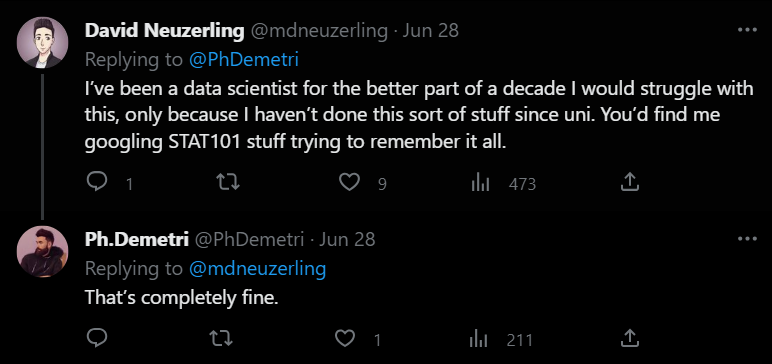 David Neuzerling @mdneuzerling · Jun 28
Replying to @PhDemetri
I’ve been a data scientist for the better part of a decade I would struggle with
this, only because I haven’t done this sort of stuff since uni. You’d find me
googling STAT101 stuff trying to remember it all.
1 9 473
Ph.Demetri @PhDemetri · Jun 28
Replying to @mdneuzerling
That’s completely fine.
1 211